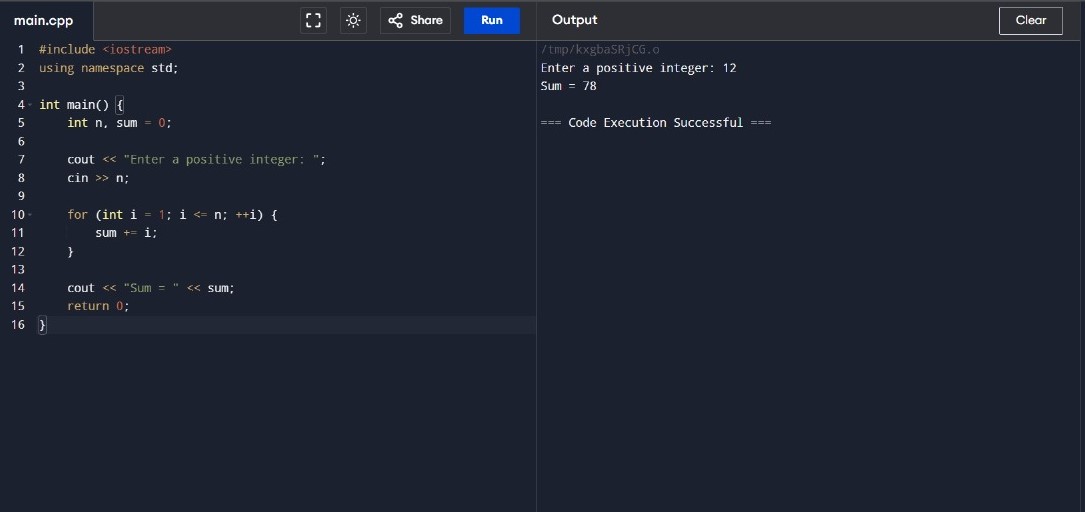 main.cpp
Share
Run
Output
Clear
1 #include <iostream>
2 using namespace std;
3
4 int main() {
5     int n, sum = 0;
6
7     cout << "Enter a positive integer: ";
8     cin >> n;
9
10     for (int i = 1; i <= n; ++i) {
11         sum += i;
12     }
13
14     cout << "Sum = " << sum;
15     return 0;
16 }
/tmp/kxgbaSRjCG.o
Enter a positive integer: 12
Sum = 78
=== Code Execution Successful ===